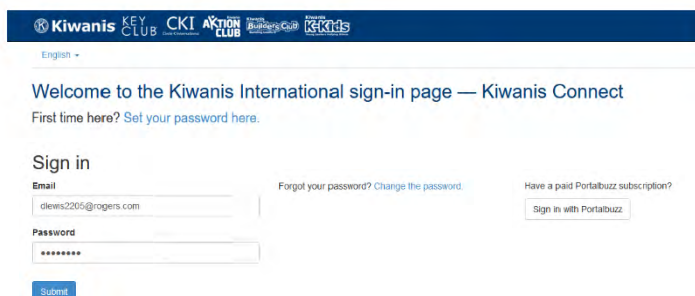 Kiwanis KEY CLUB CKI AKTION CLUB Builders Club K-Kids
English
Welcome to the Kiwanis International sign-in page — Kiwanis Connect
First time here? Set your password here.
Sign in
Email
Forgot your password? Change the password.
Have a paid Portalbuzz subscription?
dlews2205@rogers.com
Sign in with Portalbuzz
Password
Submit